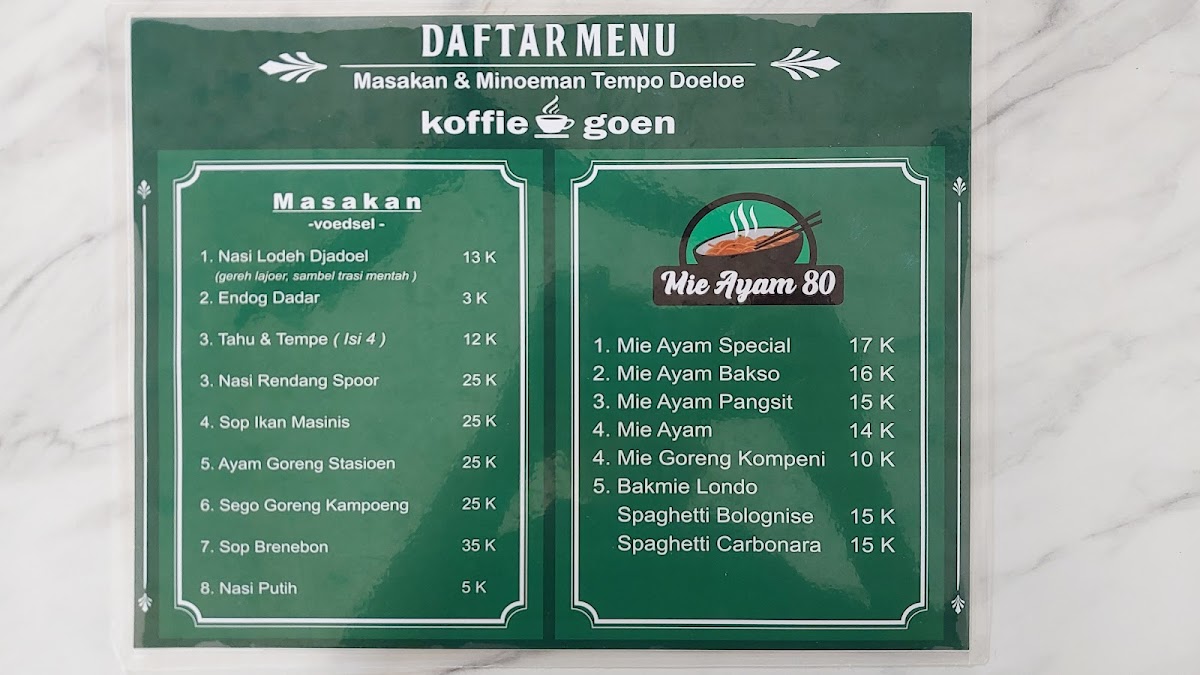 DAFTAR MENU
Masakan & Minoeman Tempo Doeloe
koffie goen
Masakan
-voedsel -
1. Nasi Lodeh Djadoel 13 K
(gereh lajoer, sambel trasi mentah )
2. Endog Dadar 3 K
3. Tahu & Tempe ( Isi 4 ) 12 K
3. Nasi Rendang Spoor 25 K
4. Sop Ikan Masinis 25 K
5. Ayam Goreng Stasioen 25 K
6. Sego Goreng Kampoeng 25 K
7. Sop Brenebon 35 K
8. Nasi Putih 5 K
Mie Ayam 80
1. Mie Ayam Special 17 K
2. Mie Ayam Bakso 16 K
3. Mie Ayam Pangsit 15 K
4. Mie Ayam 14 K
4. Mie Goreng Kompeni 10 K
5. Bakmie Londo
Spaghetti Bolognise 15 K
Spaghetti Carbonara 15 K